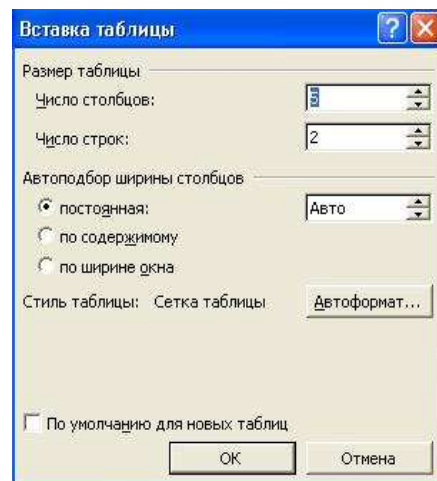 Вставка таблицы
Размер таблицы
Число столбцов: 5
Число строк: 2
Автоподбор ширины столбцов
постоянная: Авто
по содержимому
по ширине окна
Стиль таблицы: Сетка таблицы Автоформат...
По умолчанию для новых таблиц
ОК Отмена